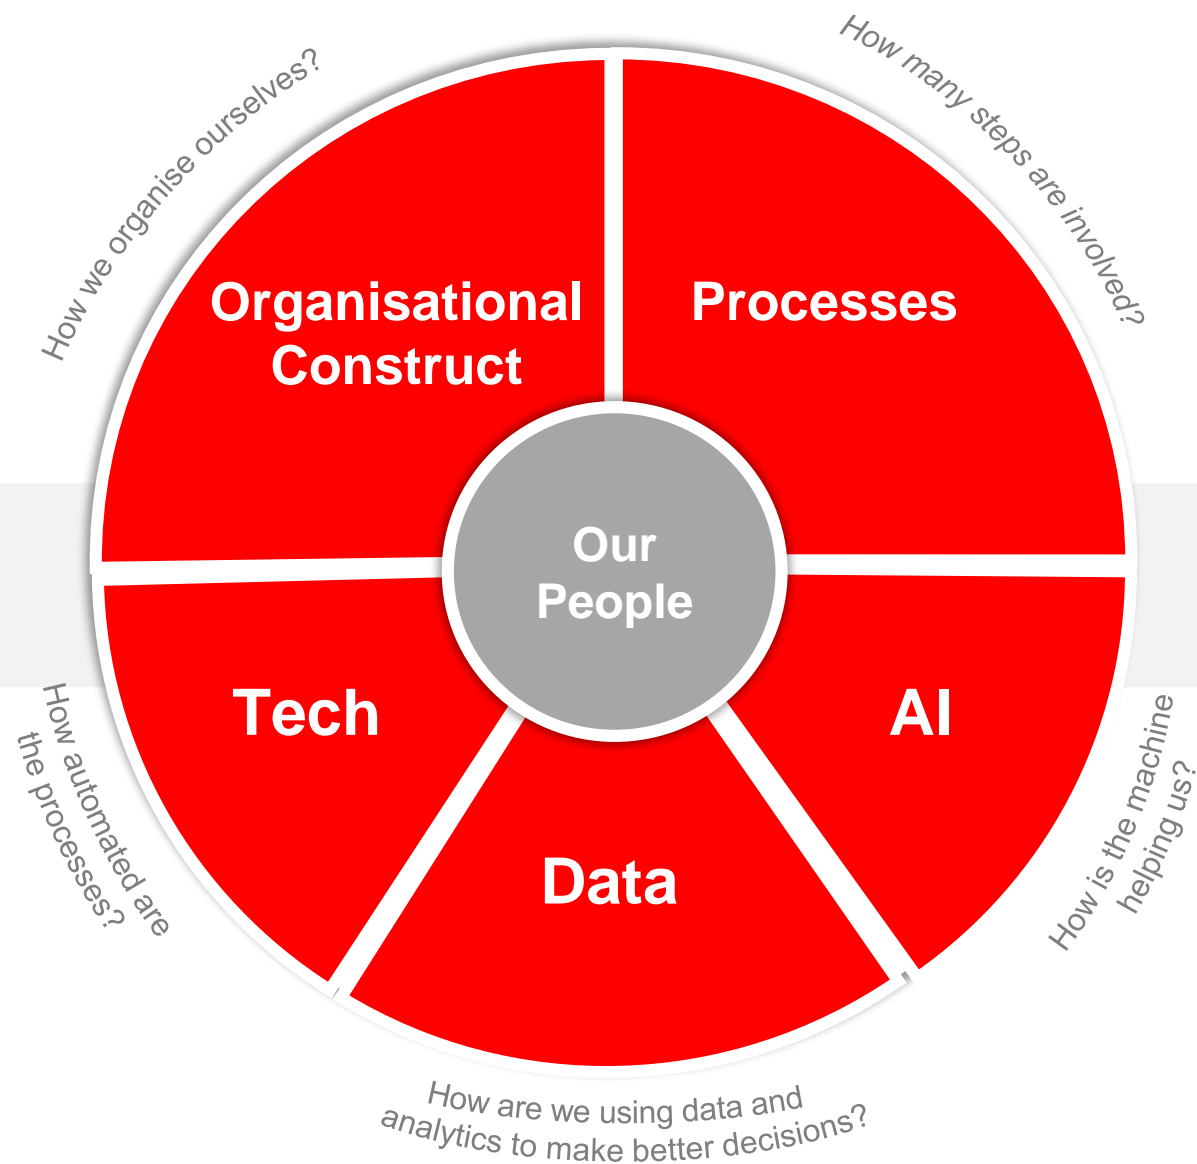 How we organise ourselves?
How many steps are involved?
Organisational
Construct
Processes
Our
People
Tech
AI
Data
How automated are
the processes?
How is the machine
helping us?
How are we using data and
analytics to make better decisions?